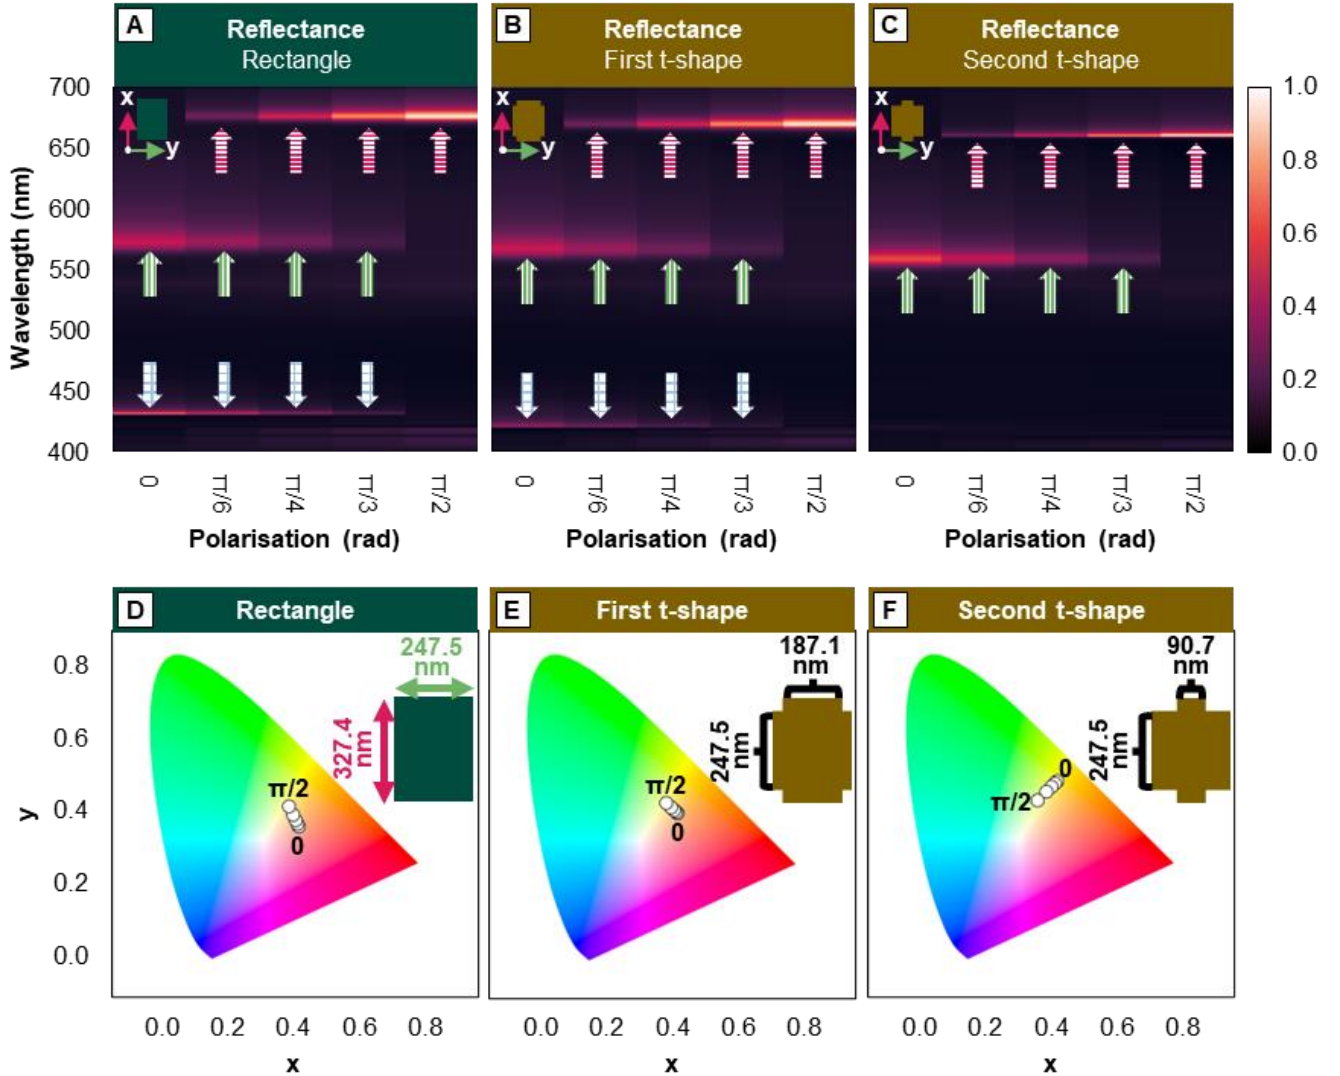 A
Reflectance
Rectangle
B
Reflectance
First t-shape
C
Reflectance
Second t-shape
Wavelength (nm)
700
650
600
550
500
450
400
x
y
x
y
x
y
1.0
0.8
0.6
0.4
0.2
0.0
0
π/6
π/4
π/3
π/2
0
π/6
π/4
π/3
π/2
0
π/6
π/4
π/3
π/2
Polarisation (rad)
Polarisation (rad)
Polarisation (rad)
D
Rectangle
E
First t-shape
F
Second t-shape
y
0.8
0.6
0.4
0.2
0.0
247.5
nm
327.4
nm
π/2
0
187.1
nm
247.5
nm
π/2
0
90.7
nm
247.5
nm
0
π/2
0.0 0.2 0.4 0.6 0.8
0.0 0.2 0.4 0.6 0.8
0.0 0.2 0.4 0.6 0.8
x
x
x